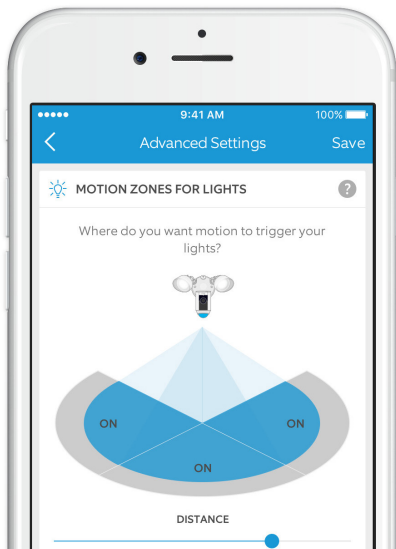 9:41 AM
100%
Advanced Settings
Save
MOTION ZONES FOR LIGHTS
?
Where do you want motion to trigger your
lights?
ON
ON
ON
DISTANCE